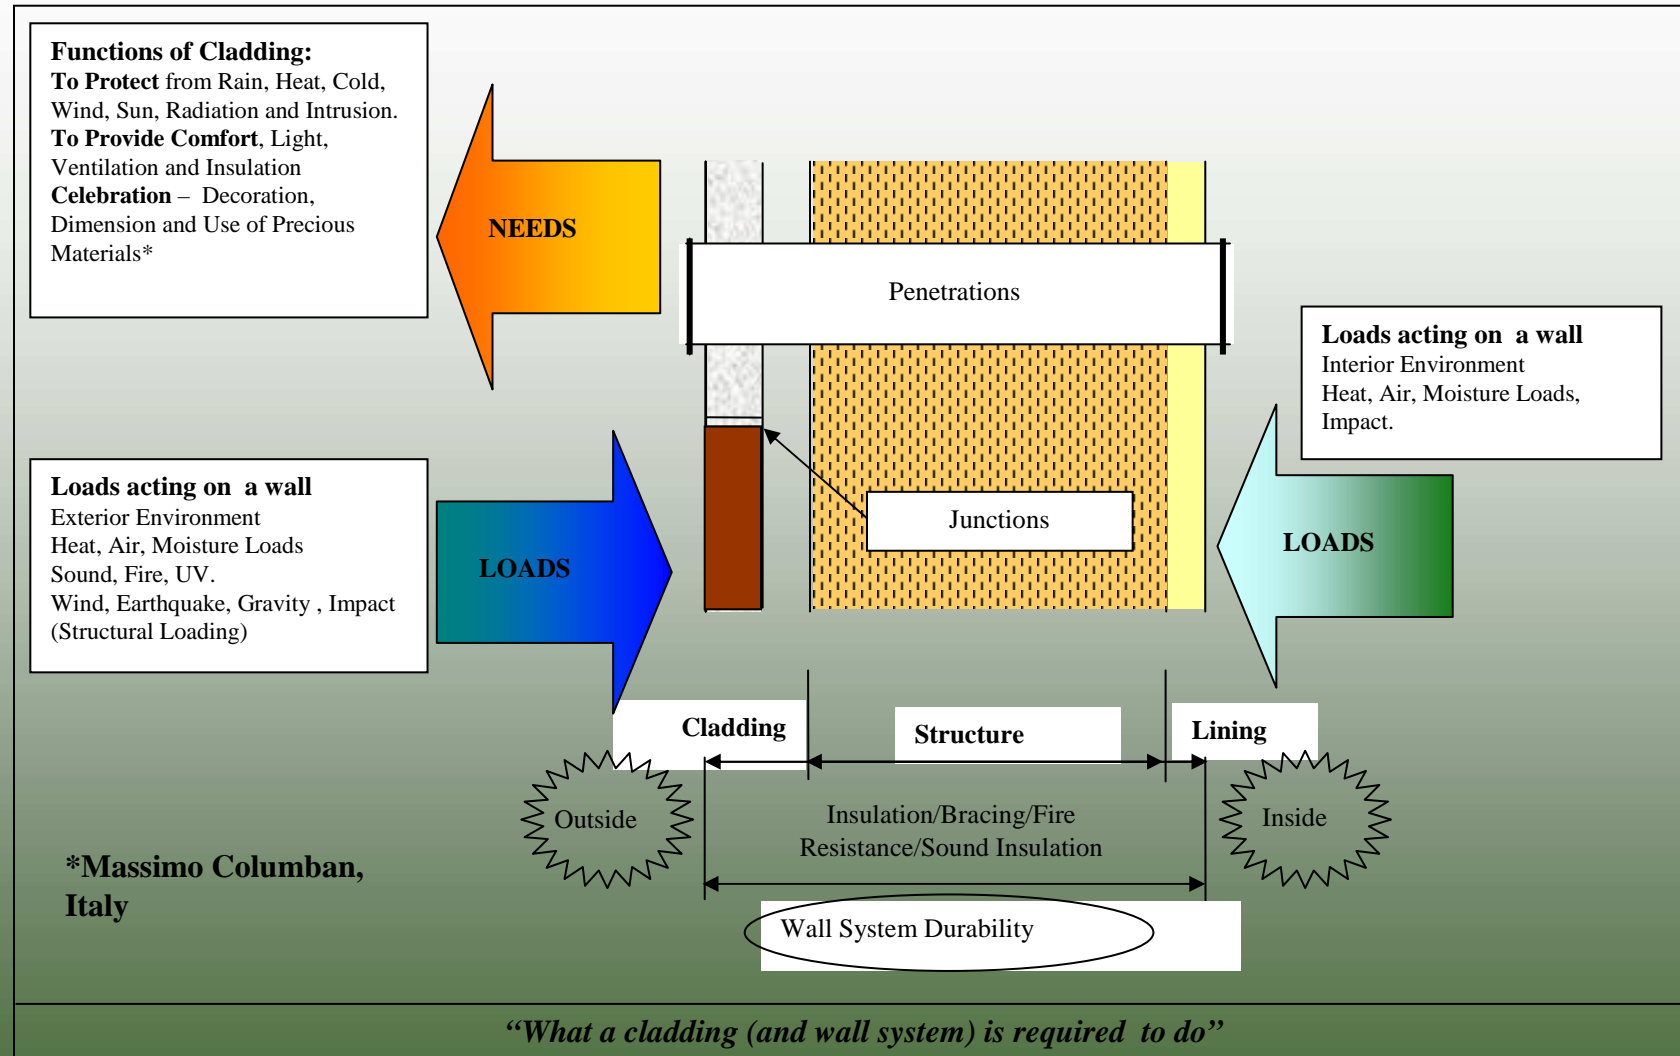 Functions of Cladding:
To Protect from Rain, Heat, Cold,
Wind, Sun, Radiation and Intrusion.
To Provide Comfort, Light,
Ventilation and Insulation
Celebration – Decoration,
Dimension and Use of Precious
Materials*
NEEDS
Penetrations
Loads acting on a wall
Interior Environment
Heat, Air, Moisture Loads,
Impact.
Loads acting on a wall
Exterior Environment
Heat, Air, Moisture Loads
Sound, Fire, UV.
Wind, Earthquake, Gravity , Impact
(Structural Loading)
LOADS
Junctions
LOADS
Cladding
Structure
Lining
Outside
Insulation/Bracing/Fire
Resistance/Sound Insulation
Inside
*Massimo Columban,
Italy
Wall System Durability
“What a cladding (and wall system) is required to do”